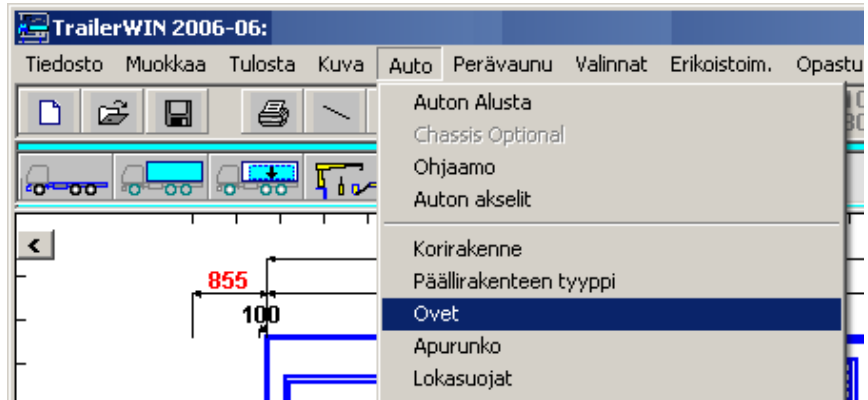 TrailerWIN 2006-06:
Tiedosto Muokkaa Tulosta Kuva Auto Perävaunu Valinnat Erikoistoim. Opastu
Auton Alusta
Chassis Optional
Ohjaamo
Auton akselit
Korirakenne
Päällirakenteen tyyppi
855
Ovet
100
Apurunko
Lokasuojat